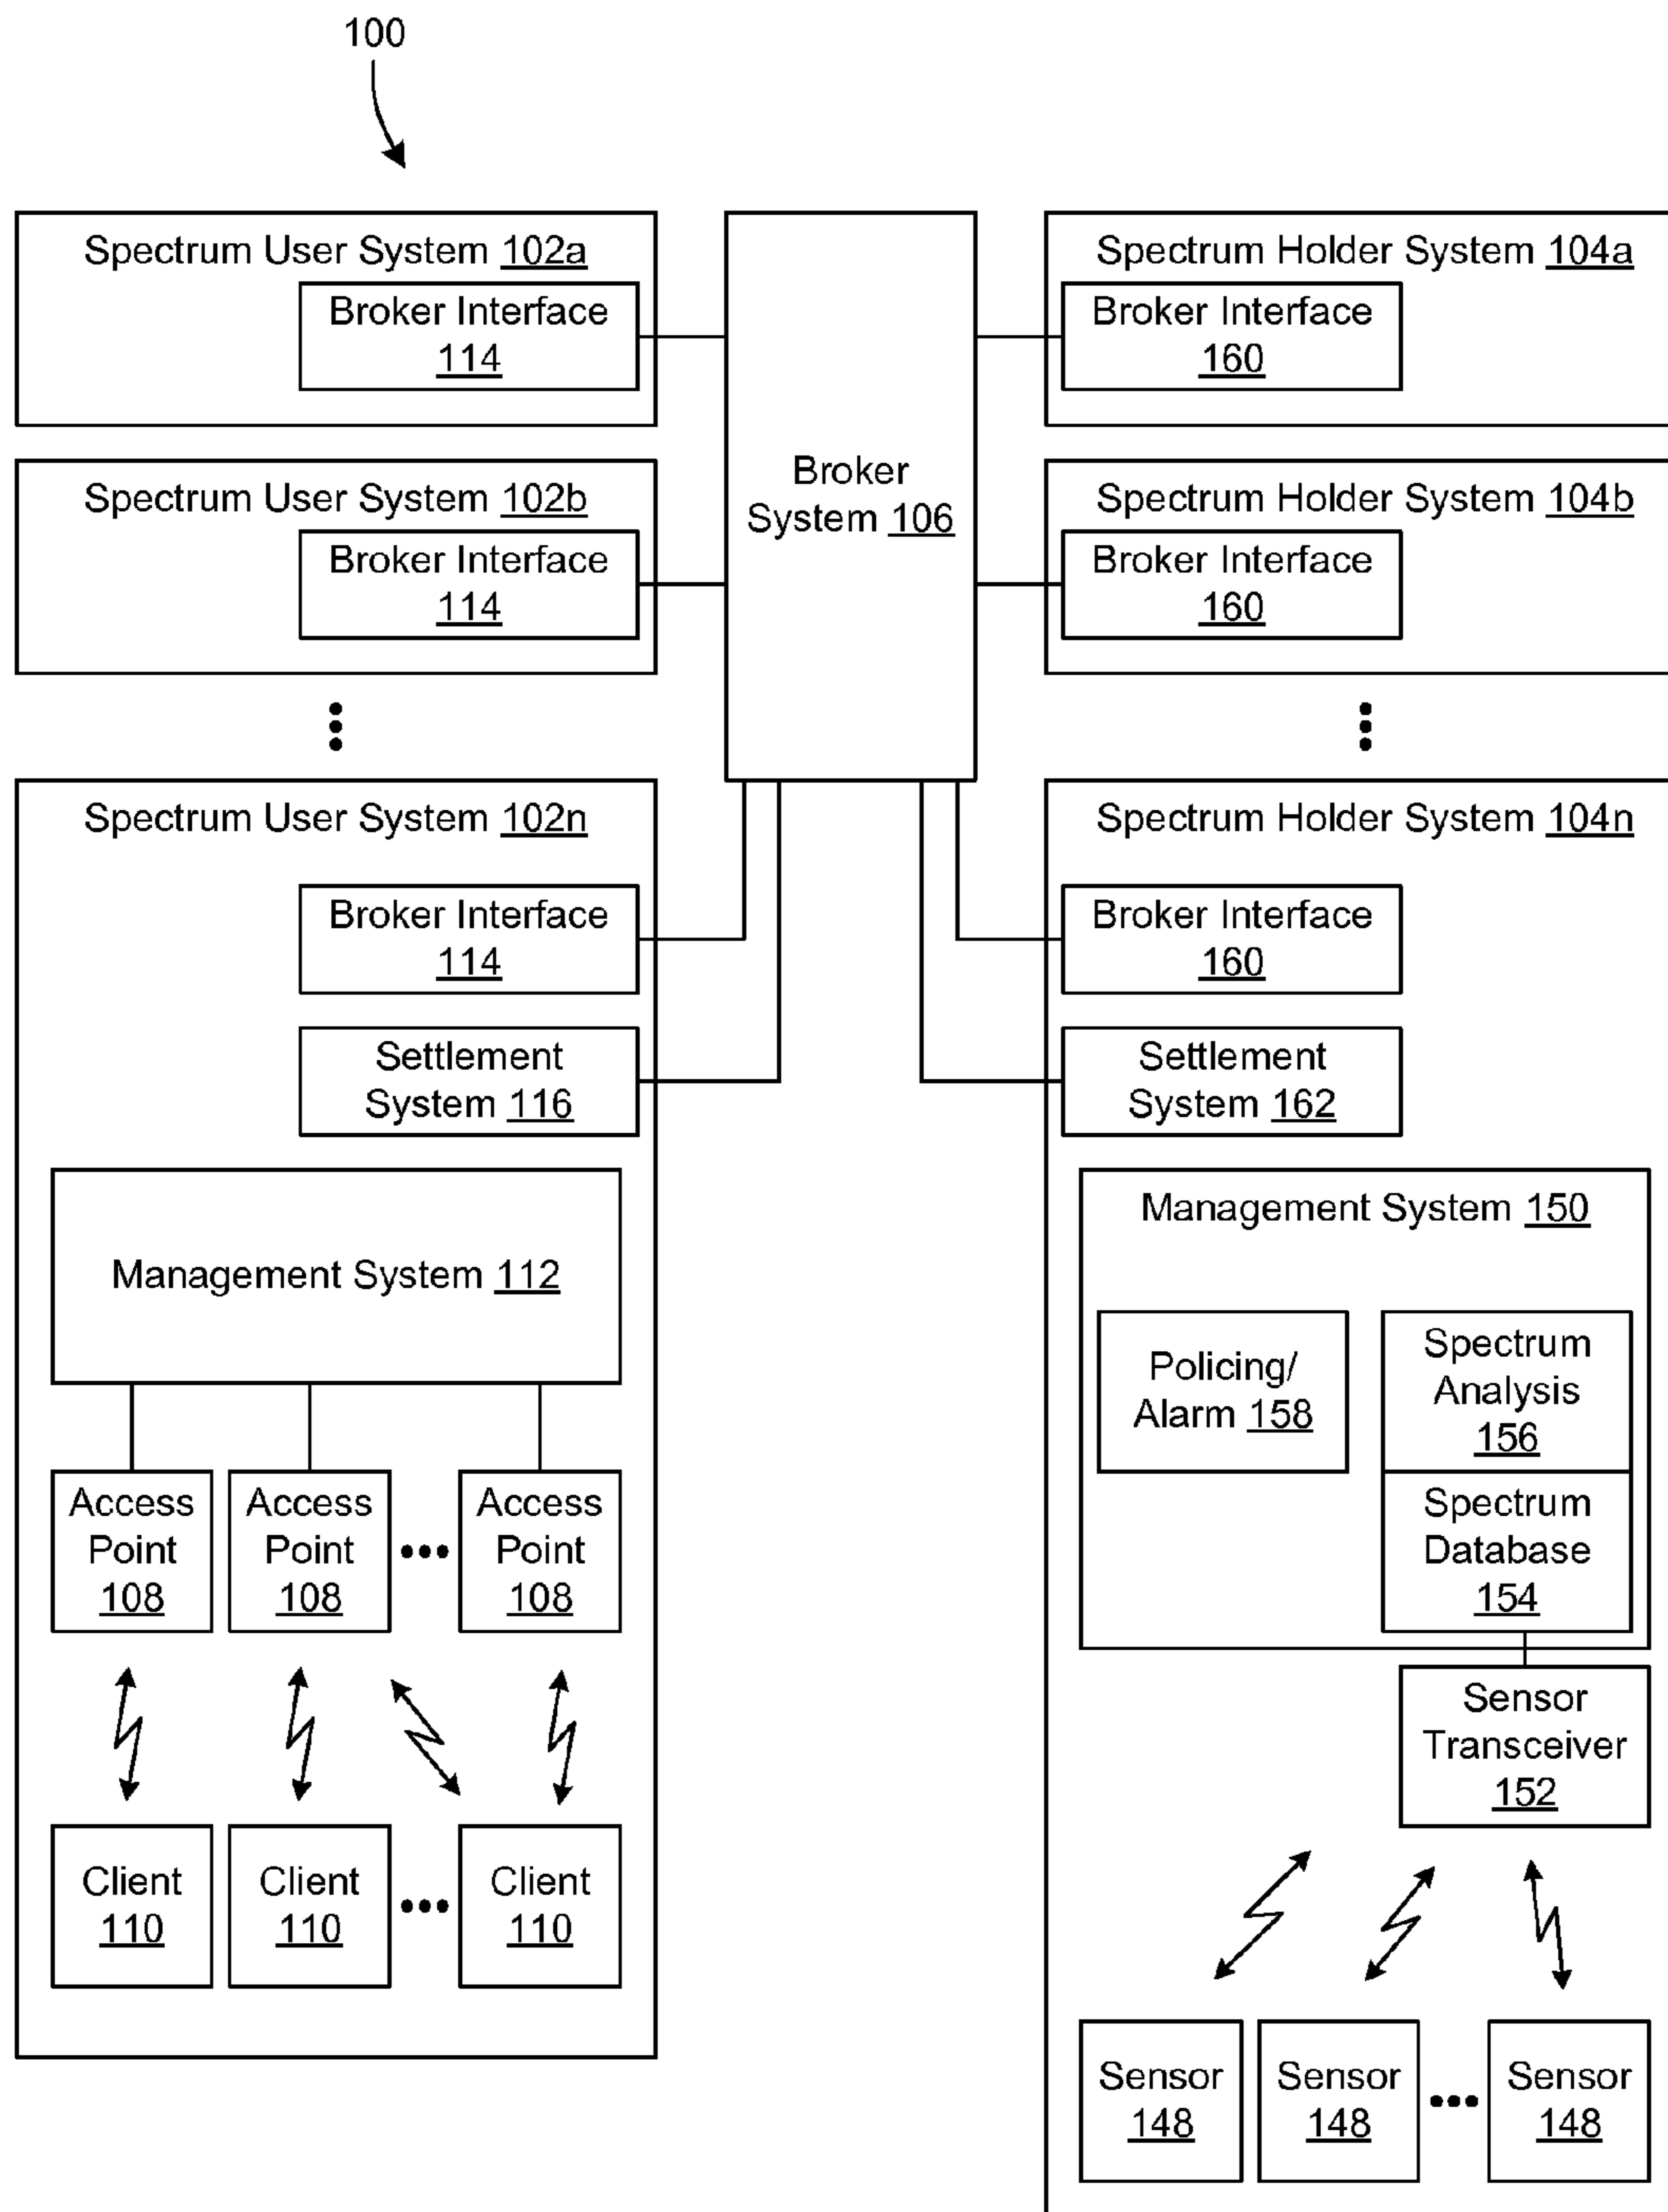 100
Spectrum User System 102a
Broker Interface
114
Spectrum User System 102b
Broker Interface
114
Broker
System 106
Spectrum Holder System 104a
Broker Interface
160
Spectrum Holder System 104b
Broker Interface
160
Spectrum User System 102n
Broker Interface
114
Settlement
System 116
Management System 112
Access
Point
108
Access
Point
108
Access
Point
108
Client
110
Client
110
Client
110
Spectrum Holder System 104n
Broker Interface
160
Settlement
System 162
Management System 150
Policing/
Alarm 158
Spectrum
Analysis
156
Spectrum
Database
154
Sensor
Transceiver
152
Sensor
148
Sensor
148
Sensor
148